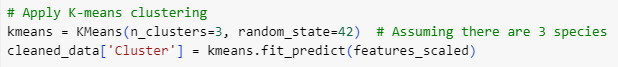 # Apply K-means clustering
kmeans = KMeans(n_clusters=3, random_state=42)  # Assuming there are 3 species
cleaned_data['Cluster'] = kmeans.fit_predict(features_scaled)